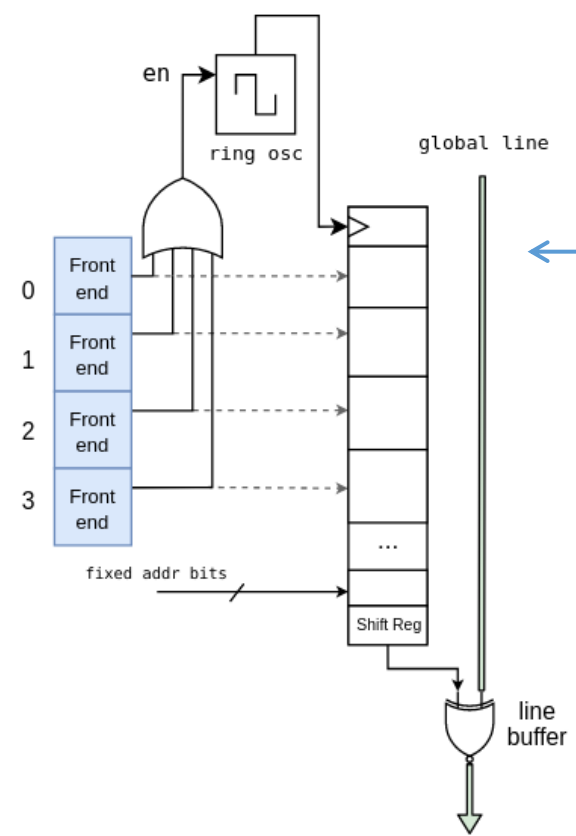 en
ring osc
global line
0
Front
end
1
Front
end
2
Front
end
3
Front
end
...
fixed addr bits
Shift Reg
line
buffer